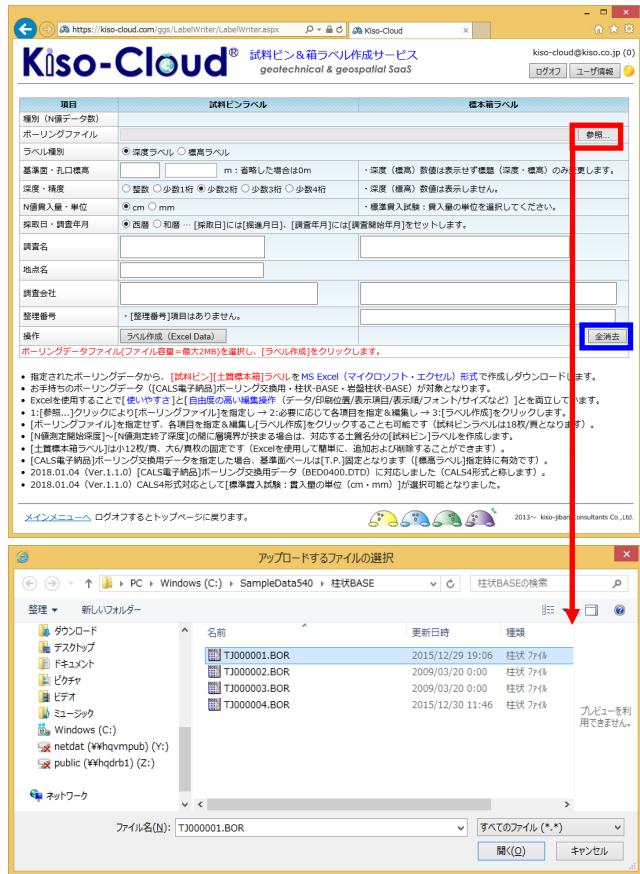 https://kiso-cloud.com/ggs/LabelWriter/LabelWriter.aspx
Kiso-Cloud
Kiso-Cloud® 試料ビン&箱ラベル作成サービス
geotechnical & geospatial SaaS
kiso-cloud@kiso.co.jp (0)
ログオフ ユーザ情報
項目 試料ビンラベル 標本箱ラベル
種別（N値データ数）
ボーリングファイル 参照...
ラベル種別 深度ラベル 標高ラベル
基準面・孔口標高 m：省略した場合は0m ・深度（標高）数値は表示せず標題（深度・標高）のみ変更します。
深度・精度 整数 少数1桁 少数2桁 少数3桁 少数4桁 ・深度（標高）数値は表示しません。
N値貫入量・単位 cm mm ・標準貫入試験：貫入量の単位を選択してください。
採取日・調査年月 西暦 和暦 … [採取日]には[掘進月日]、[調査年月]には[調査開始年月]をセットします。
調査名
地点名
調査会社
整理番号 ・[整理番号]項目はありません。
操作 ラベル作成（Excel Data） 全消去
ボーリングデータファイル(ファイル容量＝最大2MB)を選択し、[ラベル作成]をクリックします。
• 指定されたボーリングデータから、[試料ビン][土質標本箱]ラベルをMS Excel（マイクロソフト・エクセル）形式で作成しダウンロードします。
• お手持ちのボーリングデータ（[CALS電子納品]ボーリング交換用・柱状-BASE・岩盤柱状-BASE）が対象となります。
• Excelを使用することで[使いやすさ]と[自由度の高い編集操作（データ/印刷位置/表示項目/表示順/フォント/サイズなど）]とを両立しています。
• 1:[参照...]クリックにより[ボーリングファイル]を指定し → 2:必要に応じて各項目を指定＆編集し → 3:[ラベル作成]をクリックします。
• [ボーリングファイル]を指定せず、各項目を指定＆編集し[ラベル作成]をクリックすることも可能です（試料ビンラベルは18枚/頁となります）。
• [N値測定開始深度]～[N値測定終了深度]の間に層境界が挟まる場合は、対応する土質名分の[試料ビン]ラベルを作成します。
• [土質標本箱ラベル]は小12枚/頁、大6/頁枚の固定です（Excelを使用して簡単に、追加および削除することができます）。
• [CALS電子納品]ボーリング交換用データを指定した場合、基準面ベールは[T.P.]固定となります（[標高ラベル]指定時に有効です）。
• 2018.01.04（Ver.1.1.0）[CALS電子納品]ボーリング交換用データ（BED0400.DTD）に対応しました（CALS4形式と称します）。
• 2018.01.04（Ver.1.1.0）CALS4形式対応として[標準貫入試験：貫入量の単位（cm・mm）]が選択可能となりました。
メインメニューへ ログオフするとトップページに戻ります。
2013～ kiso-jiban Consultants Co.,Ltd.
アップロードするファイルの選択
PC ▸ Windows (C:) ▸ SampleData540 ▸ 柱状BASE
柱状BASEの検索
整理 新しいフォルダー
ダウンロード
デスクトップ
ドキュメント
ピクチャ
ビデオ
ミュージック
Windows (C:)
netdat (¥¥hqvmpub) (Y:)
public (¥¥hqdrb1) (Z:)
ネットワーク
名前 更新日時 種類
TJ000001.BOR 2015/12/29 19:06 柱状 ファイル
TJ000002.BOR 2009/03/20 0:00 柱状 ファイル
TJ000003.BOR 2009/03/20 0:00 柱状 ファイル
TJ000004.BOR 2015/12/30 11:46 柱状 ファイル
プレビューを利
用できません。
ファイル名(N): TJ000001.BOR
すべてのファイル (*.*)
開く(O) キャンセル